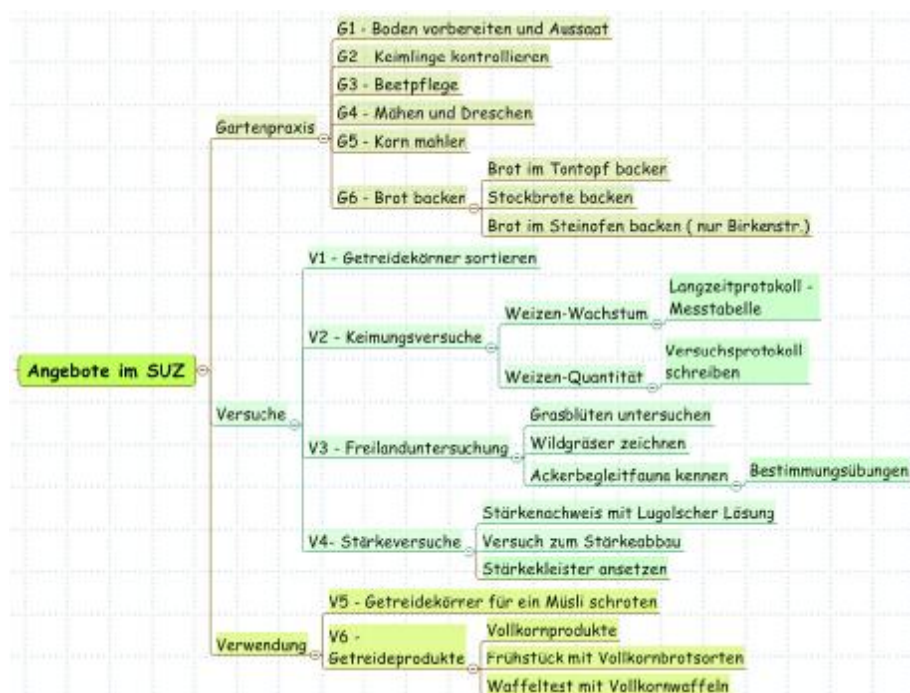 G1 - Boden vorbereiten und Aussaat
G2 Keimlinge kontrollieren
G3 - Beetpflege
G4 - Mähen und Dreschen
Gartenpraxis
G5 - Korn mahlen
Brot im Tontopf backen
G6 - Brot backen
Stockbrote backen
Brot im Steinofen backen ( nur Birkenstr.)
V1 - Getreidekörner sortieren
Langzeitprotokoll -
Messtabelle
Weizen-Wachstum
V2 - Keimungsversuche
Versuchsprotokoll
schreiben
Weizen-Quantität
Angebote im SUZ
Versuche
Grasblüten untersuchen
V3 - Freilanduntersuchung
Wildgräser zeichnen
Ackerbegleitfauna kennen
Bestimmungsübungen
Stärkenachweis mit Lugolscher Lösung
V4- Stärkeversuche
Versuch zum Stärkeabbau
Stärkekleister ansetzen
V5 - Getreidekörner für ein Müsli schroten
Verwendung
V6 -
Getreideprodukte
Vollkornprodukte
Frühstück mit Vollkornbrotsorten
Waffeltest mit Vollkornwaffeln